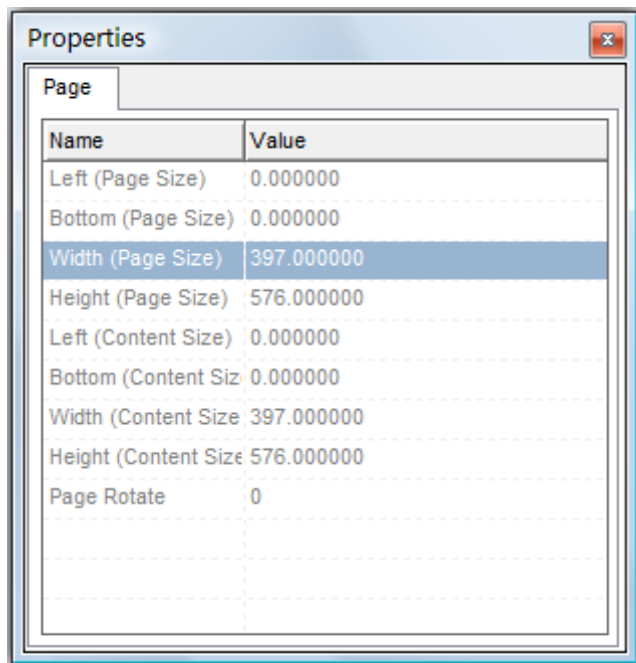 Properties
Page
Name Value
Left (Page Size) 0.000000
Bottom (Page Size) 0.000000
Width (Page Size) 397.000000
Height (Page Size) 576.000000
Left (Content Size) 0.000000
Bottom (Content Siz 0.000000
Width (Content Size 397.000000
Height (Content Size 576.000000
Page Rotate 0